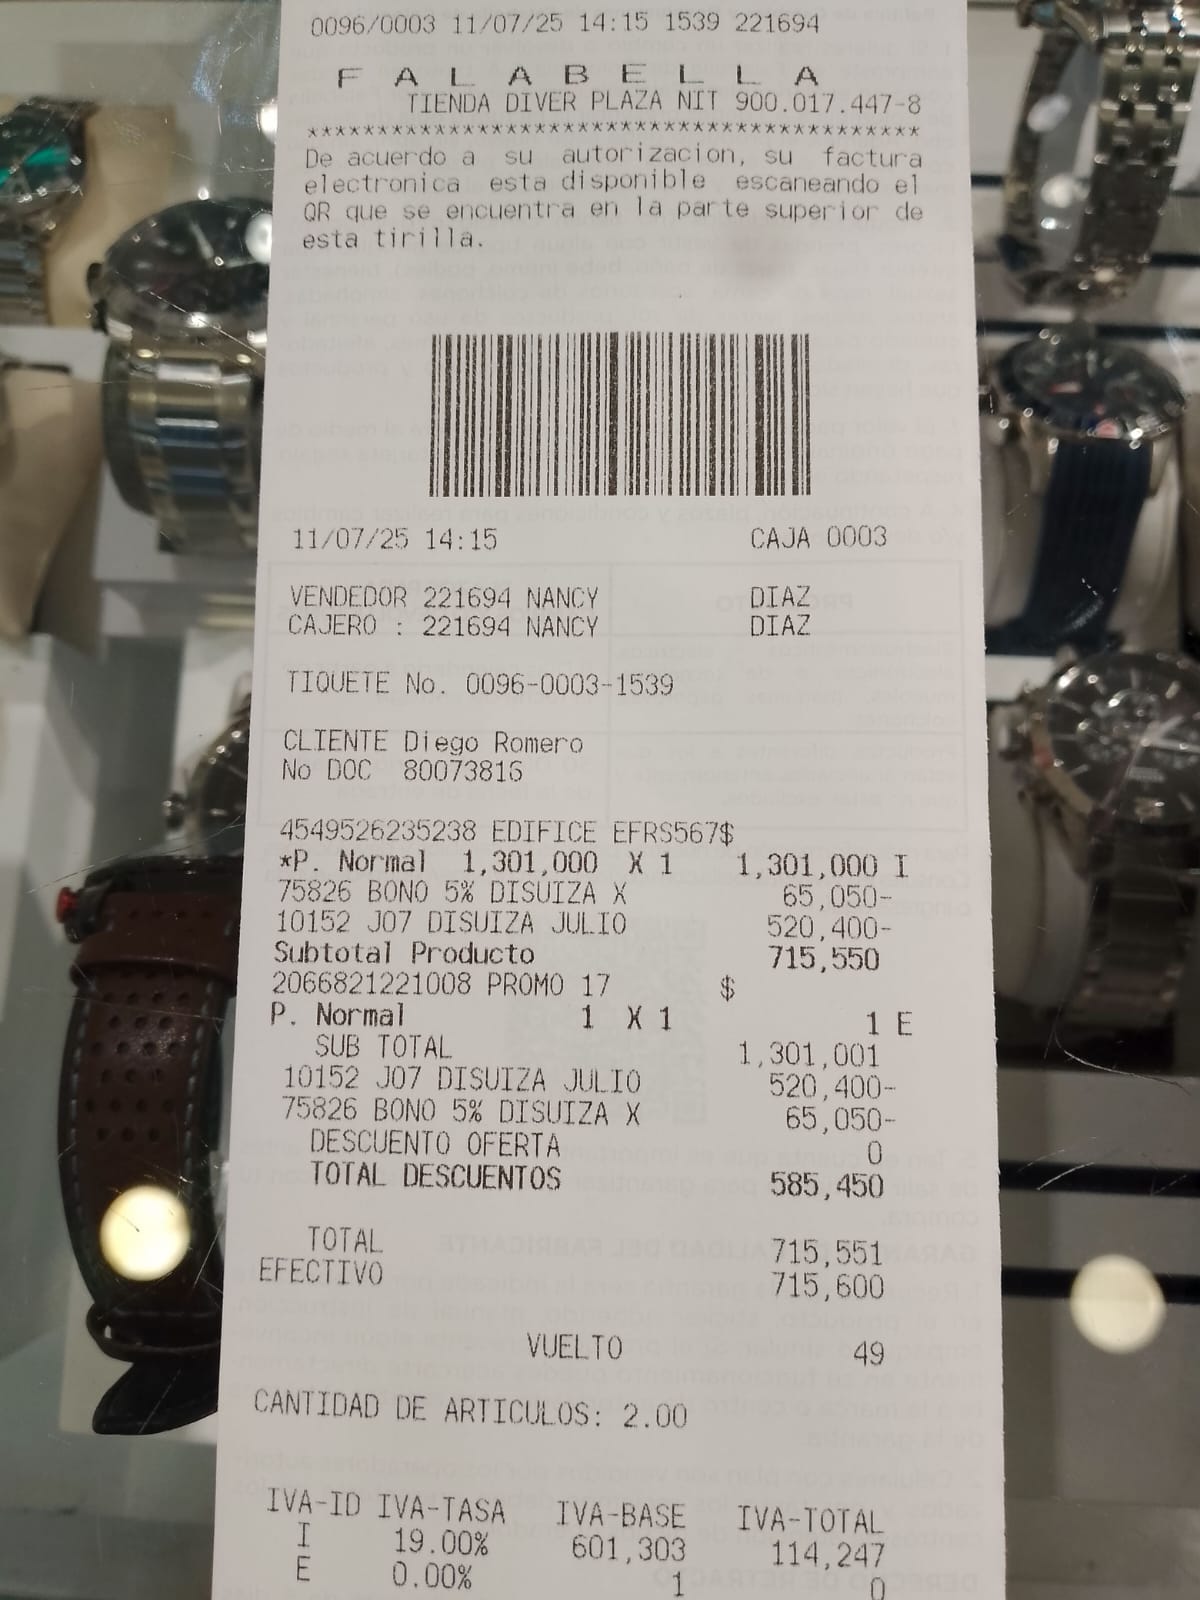 0096/0003 11/07/25 14:15 1539 221694
F A L A B E L L A
TIENDA DIVER PLAZA NIT 900.017.447-8
********************************************
De acuerdo a su autorizacion, su factura
electronica esta disponible escaneando el
QR que se encuentra en la parte superior de
esta tirilla.
11/07/25 14:15 CAJA 0003
VENDEDOR 221694 NANCY DIAZ
CAJERO : 221694 NANCY DIAZ
TIQUETE No. 0096-0003-1539
CLIENTE Diego Romero
No DOC 80073816
4549526235238 EDIFICE EFRS567$
*P. Normal 1,301,000 X 1 1,301,000 I
75826 BONO 5% DISUIZA X 65,050-
10152 J07 DISUIZA JULIO 520,400-
Subtotal Producto 715,550
2066821221008 PROMO 17 $
P. Normal 1 X 1 1 E
SUB TOTAL 1,301,001
10152 J07 DISUIZA JULIO 520,400-
75826 BONO 5% DISUIZA X 65,050-
DESCUENTO OFERTA 0
TOTAL DESCUENTOS 585,450
TOTAL 715,551
EFECTIVO 715,600
VUELTO 49
CANTIDAD DE ARTICULOS: 2.00
IVA-ID IVA-TASA IVA-BASE IVA-TOTAL
I 19.00% 601,303 114,247
E 0.00% 1 0